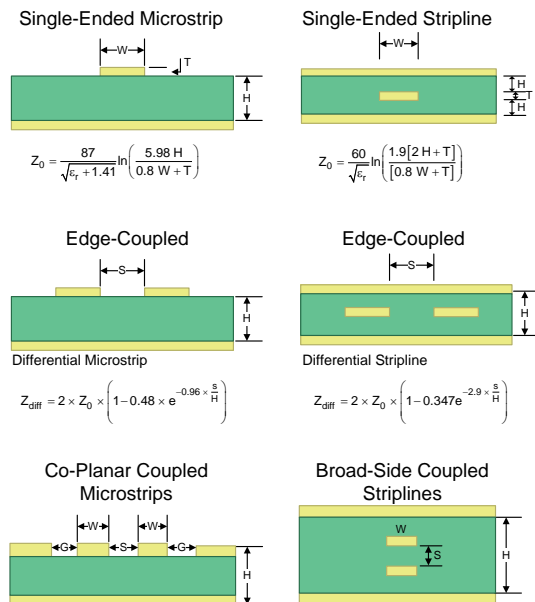 Single-Ended Microstrip
W
T
H
Z0 = 87 / √(εr + 1.41) ln(5.98 H / 0.8 W + T)
Single-Ended Stripline
W
H
T
H
Z0 = 60 / √εr ln(1.9[2 H + T] / [0.8 W + T])
Edge-Coupled
S
H
Differential Microstrip
Zdiff = 2 × Z0 × (1 − 0.48 × e^(−0.96 × s/H))
Edge-Coupled
S
H
Differential Stripline
Zdiff = 2 × Z0 × (1 − 0.347e^(−2.9 × s/H))
Co-Planar Coupled
Microstrips
W
W
G
S
G
H
Broad-Side Coupled
Striplines
W
S
H